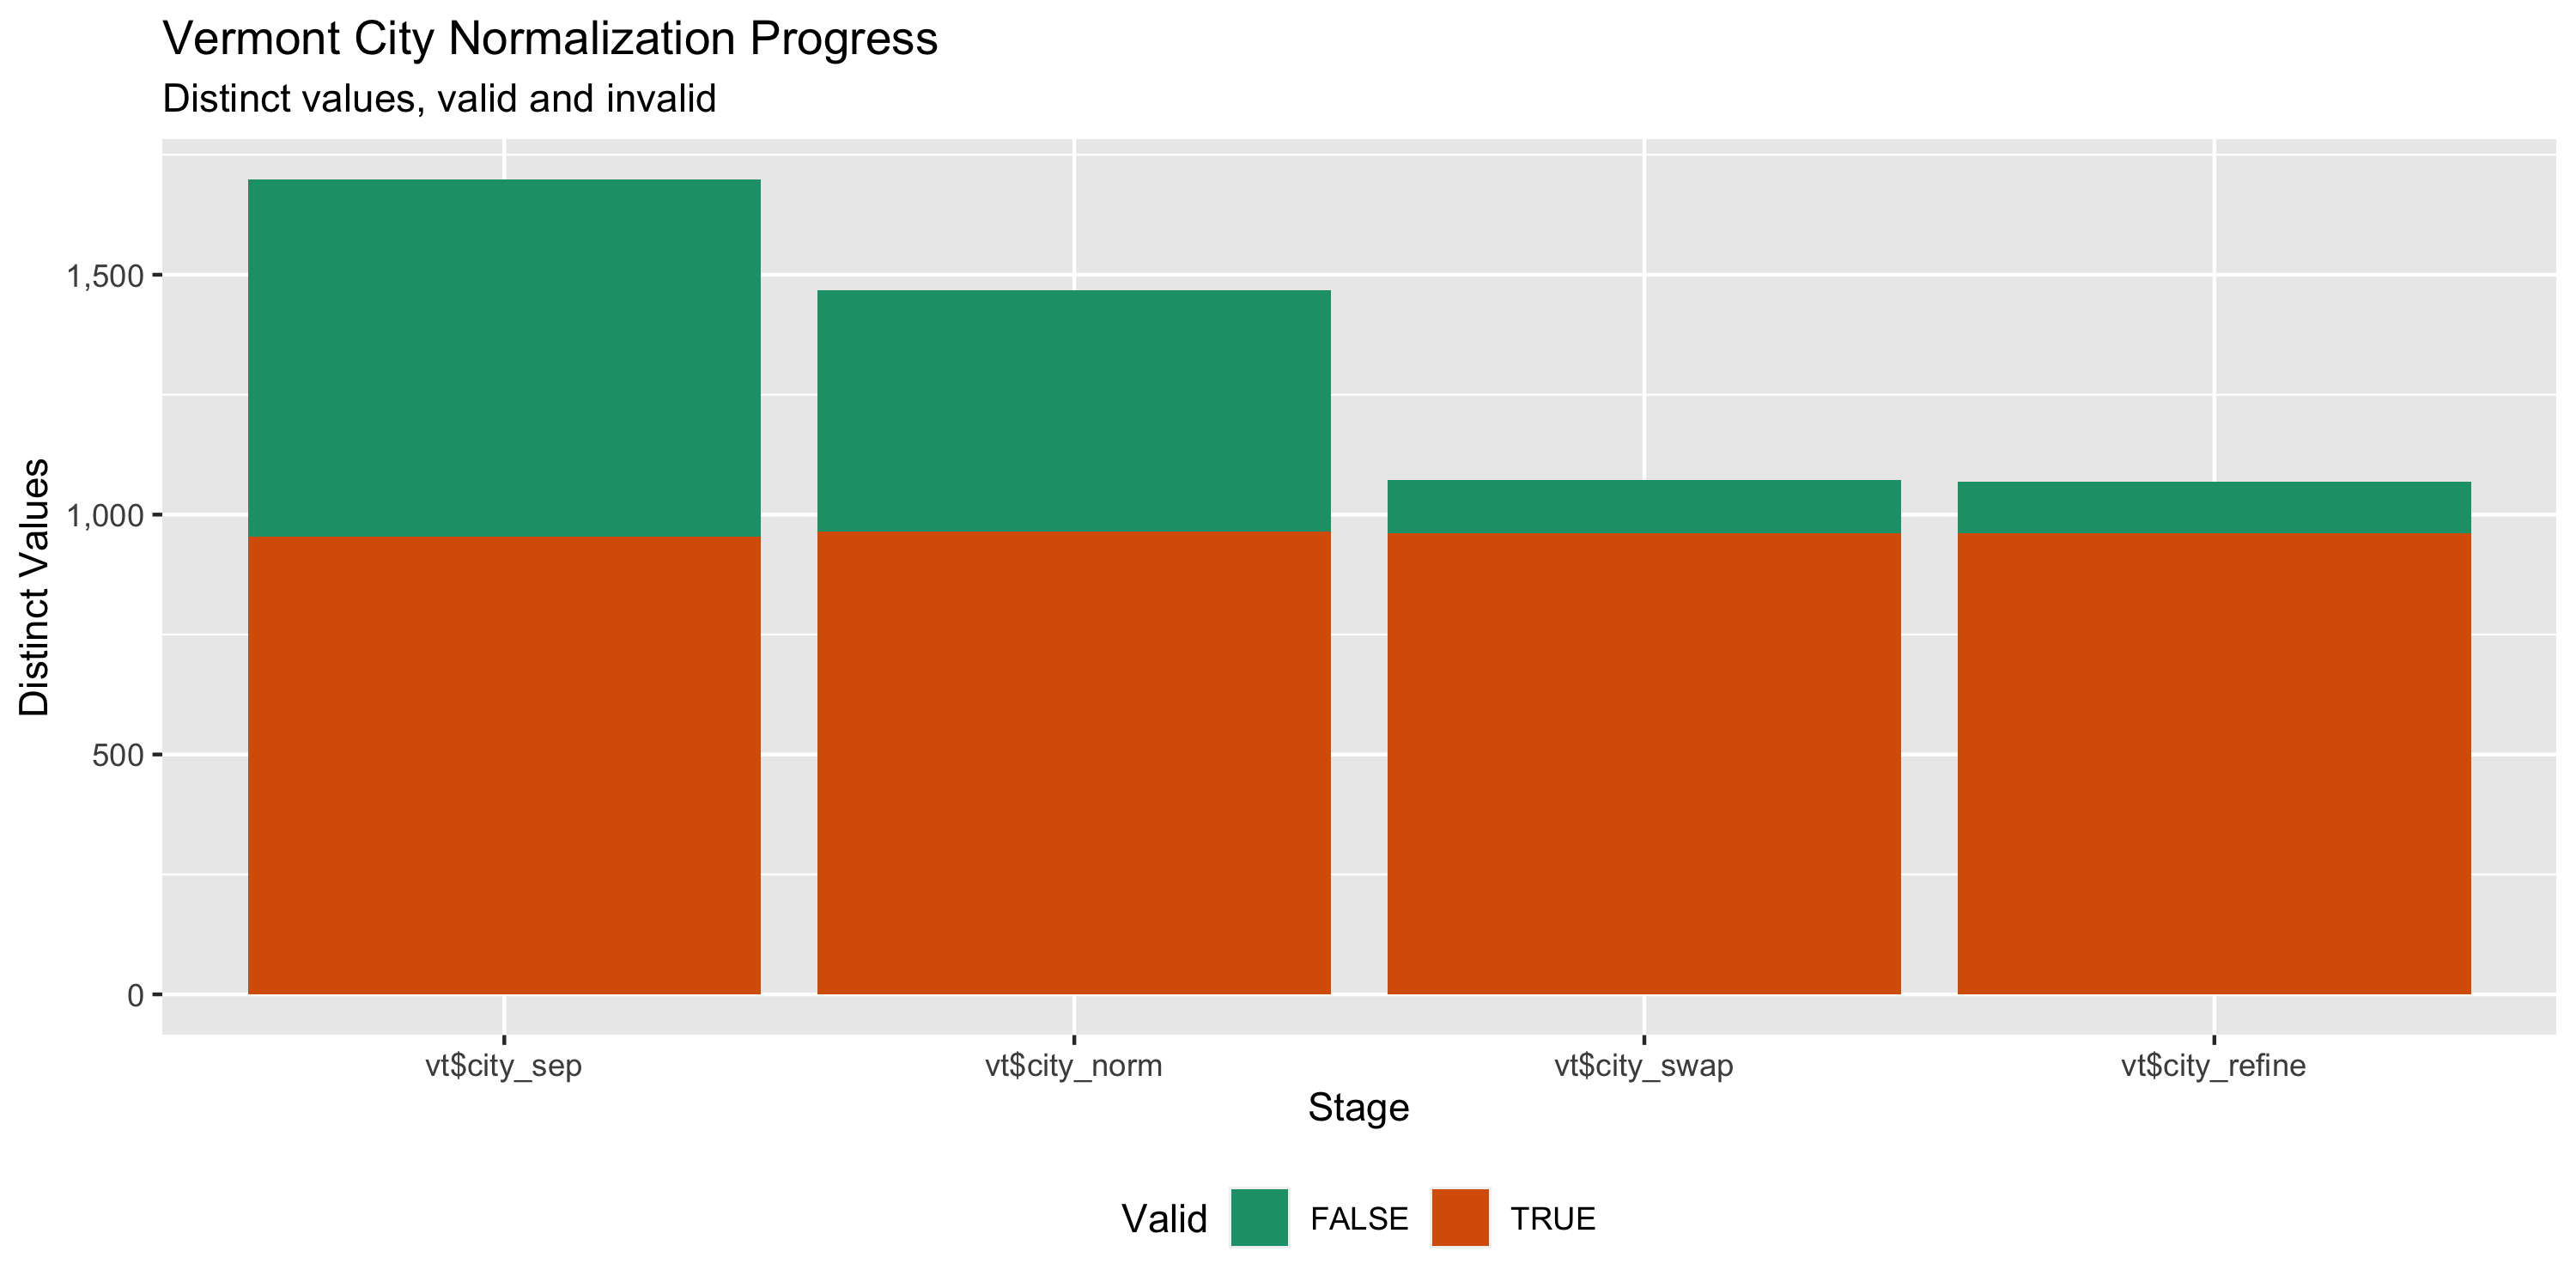 Vermont City Normalization Progress
Distinct values, valid and invalid
Distinct Values
1,500
1,000
500
0
vt$city_sep vt$city_norm vt$city_swap vt$city_refine
Stage
Valid FALSE TRUE